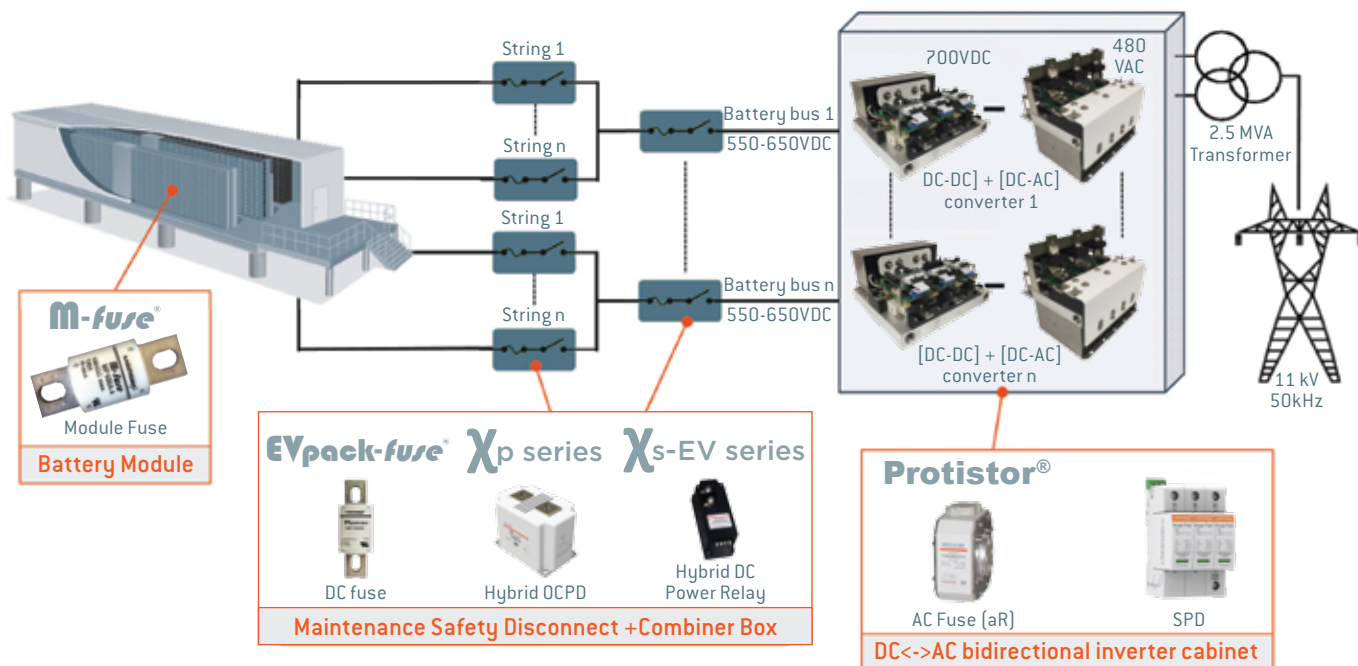 String 1
String n
String 1
String n
Battery bus 1
550-650VDC
Battery bus n
550-650VDC
700VDC
480
VAC
DC-DC] + [DC-AC]
converter 1
[DC-DC] + [DC-AC]
converter n
2.5 MVA
Transformer
11 kV
50kHz
M-fuse®
Module Fuse
Battery Module
EVpack-fuse®
χp series
χs-EV series
DC fuse
Hybrid OCPD
Hybrid DC
Power Relay
Maintenance Safety Disconnect +Combiner Box
Protistor®
AC Fuse (aR)
SPD
DC<->AC bidirectional inverter cabinet